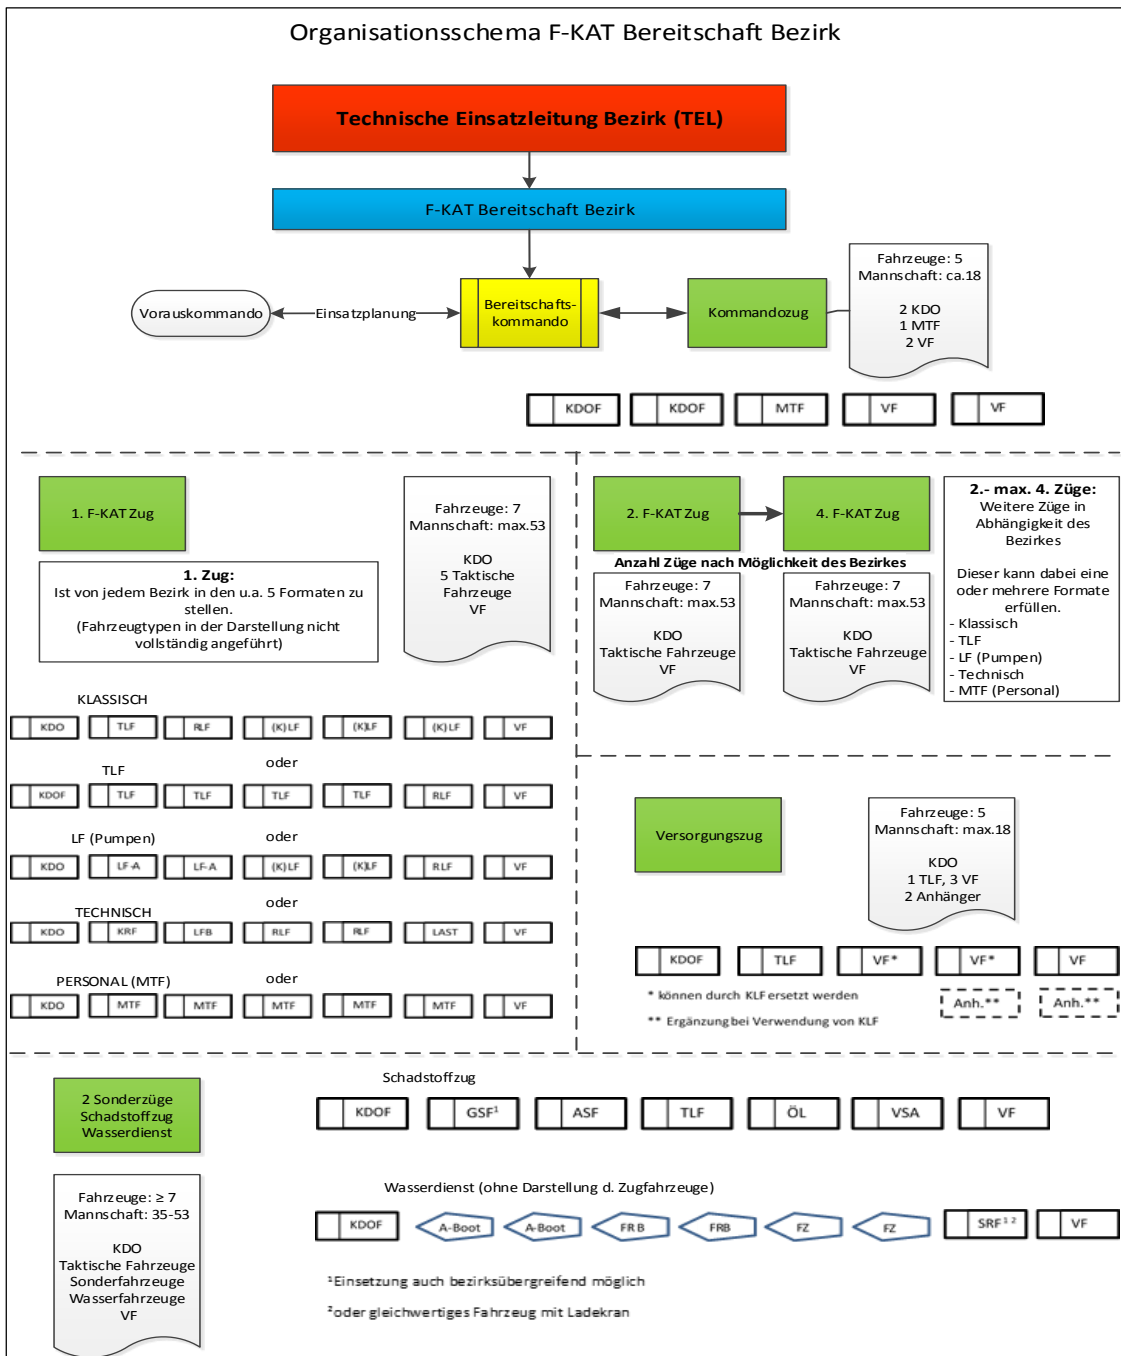 Organisationsschema F-KAT Bereitschaft Bezirk
Technische Einsatzleitung Bezirk (TEL)
F-KAT Bereitschaft Bezirk
Vorauskommando
Einsatzplanung
Bereitschafts-
kommando
Kommandozug
Fahrzeuge: 5
Mannschaft: ca.18
2 KDO
1 MTF
2 VF
KDOF KDOF MTF VF VF
1. F-KAT Zug
Fahrzeuge: 7
Mannschaft: max.53
KDO
5 Taktische
Fahrzeuge
VF
1. Zug:
Ist von jedem Bezirk in den u.a. 5 Formaten zu
stellen.
(Fahrzeugtypen in der Darstellung nicht
vollständig angeführt)
KLASSISCH
KDO TLF RLF (K)LF (K)LF (K)LF VF
oder
TLF
KDOF TLF TLF TLF TLF RLF VF
LF (Pumpen) oder
KDO LF-A LF-A (K)LF (K)LF RLF VF
TECHNISCH oder
KDO KRF LFB RLF RLF LAST VF
PERSONAL (MTF) oder
KDO MTF MTF MTF MTF MTF VF
2. F-KAT Zug
4. F-KAT Zug
Anzahl Züge nach Möglichkeit des Bezirkes
Fahrzeuge: 7
Mannschaft: max.53
KDO
Taktische Fahrzeuge
VF
Fahrzeuge: 7
Mannschaft: max.53
KDO
Taktische Fahrzeuge
VF
2.- max. 4. Züge:
Weitere Züge in
Abhängigkeit des
Bezirkes
Dieser kann dabei eine
oder mehrere Formate
erfüllen.
- Klassisch
- TLF
- LF (Pumpen)
- Technisch
- MTF (Personal)
Versorgungszug
Fahrzeuge: 5
Mannschaft: max.18
KDO
1 TLF, 3 VF
2 Anhänger
KDOF TLF VF* VF* VF
* können durch KLF ersetzt werden
Anh.** Anh.**
** Ergänzung bei Verwendung von KLF
2 Sonderzüge
Schadstoffzug
Wasserdienst
Fahrzeuge: ≥ 7
Mannschaft: 35-53
KDO
Taktische Fahrzeuge
Sonderfahrzeuge
Wasserfahrzeuge
VF
Schadstoffzug
KDOF GSF¹ ASF TLF ÖL VSA VF
Wasserdienst (ohne Darstellung d. Zugfahrzeuge)
KDOF A-Boot A-Boot FRB FRB FZ FZ SRF¹ ² VF
¹Einsetzung auch bezirksübergreifend möglich
²oder gleichwertiges Fahrzeug mit Ladekran